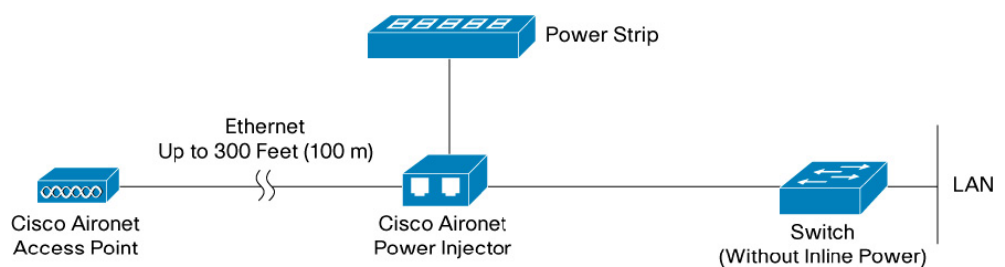 Power Strip
Ethernet
Up to 300 Feet (100 m)
Cisco Aironet
Access Point
Cisco Aironet
Power Injector
Switch
(Without Inline Power)
LAN